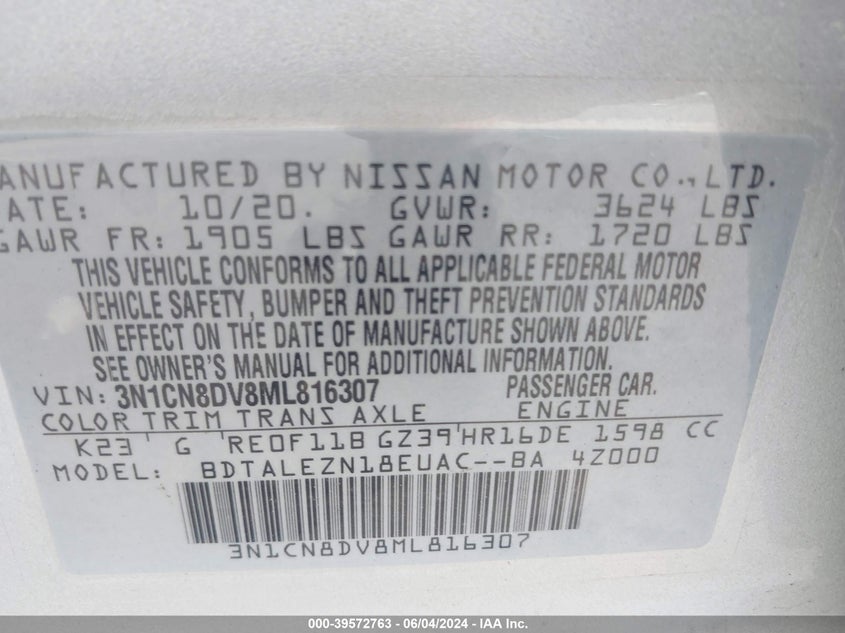 ANUFACTURED BY NISSAN MOTOR CO., LTD.
ATE: 10/20. GVWR: 3624 LBS
GAWR FR: 1905 LBS GAWR RR: 1720 LBS
THIS VEHICLE CONFORMS TO ALL APPLICABLE FEDERAL MOTOR
VEHICLE SAFETY, BUMPER AND THEFT PREVENTION STANDARDS
IN EFFECT ON THE DATE OF MANUFACTURE SHOWN ABOVE.
SEE OWNER'S MANUAL FOR ADDITIONAL INFORMATION.
VIN: 3N1CN8DV8ML816307 PASSENGER CAR.
COLOR TRIM TRANS AXLE ENGINE
K23 G RE0F11B GZ39 HR16DE 1598 CC
MODEL: BDTALEZN18EUAC--BA 4Z000
3N1CN8DV8ML816307
000-39572763 | 06/04/2024 - IAA Inc.